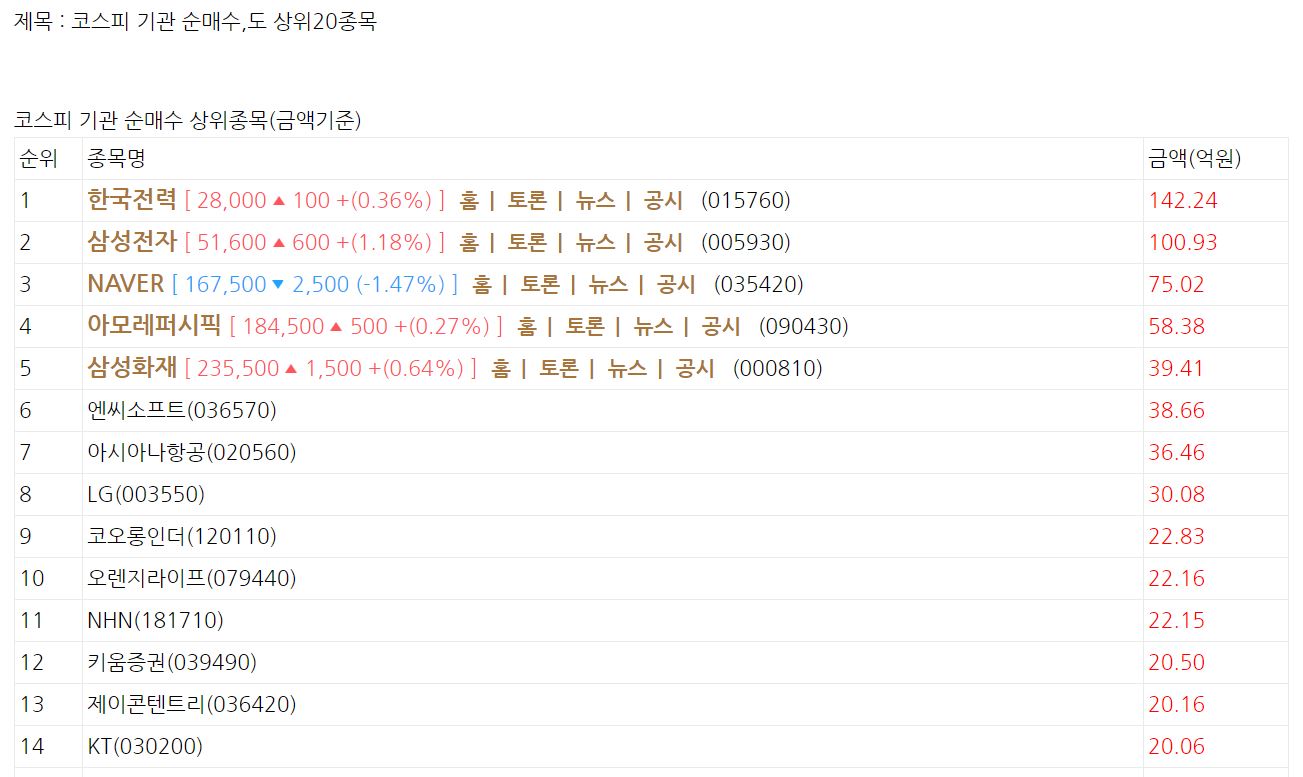 제목 : 코스피 기관 순매수,도 상위20종목
코스피 기관 순매수 상위종목(금액기준)
순위 종목명 금액(억원)
1 한국전력 [ 28,000 ▲ 100 +(0.36%) ] 홈 | 토론 | 뉴스 | 공시 (015760) 142.24
2 삼성전자 [ 51,600 ▲ 600 +(1.18%) ] 홈 | 토론 | 뉴스 | 공시 (005930) 100.93
3 NAVER [ 167,500 ▼ 2,500 (-1.47%) ] 홈 | 토론 | 뉴스 | 공시 (035420) 75.02
4 아모레퍼시픽 [ 184,500 ▲ 500 +(0.27%) ] 홈 | 토론 | 뉴스 | 공시 (090430) 58.38
5 삼성화재 [ 235,500 ▲ 1,500 +(0.64%) ] 홈 | 토론 | 뉴스 | 공시 (000810) 39.41
6 엔씨소프트(036570) 38.66
7 아시아나항공(020560) 36.46
8 LG(003550) 30.08
9 코오롱인더(120110) 22.83
10 오렌지라이프(079440) 22.16
11 NHN(181710) 22.15
12 키움증권(039490) 20.50
13 제이콘텐트리(036420) 20.16
14 KT(030200) 20.06